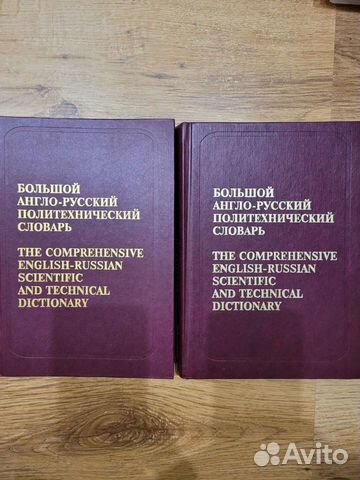 БОЛЬШОЙ
АНГЛО-РУССКИЙ
ПОЛИТЕХНИЧЕСКИЙ
СЛОВАРЬ
THE COMPREHENSIVE
ENGLISH-RUSSIAN
SCIENTIFIC
AND TECHNICAL
DICTIONARY
БОЛЬШОЙ
АНГЛО-РУССКИЙ
ПОЛИТЕХНИЧЕСКИЙ
СЛОВАРЬ
THE COMPREHENSIVE
ENGLISH-RUSSIAN
SCIENTIFIC
AND TECHNICAL
DICTIONARY
Avito